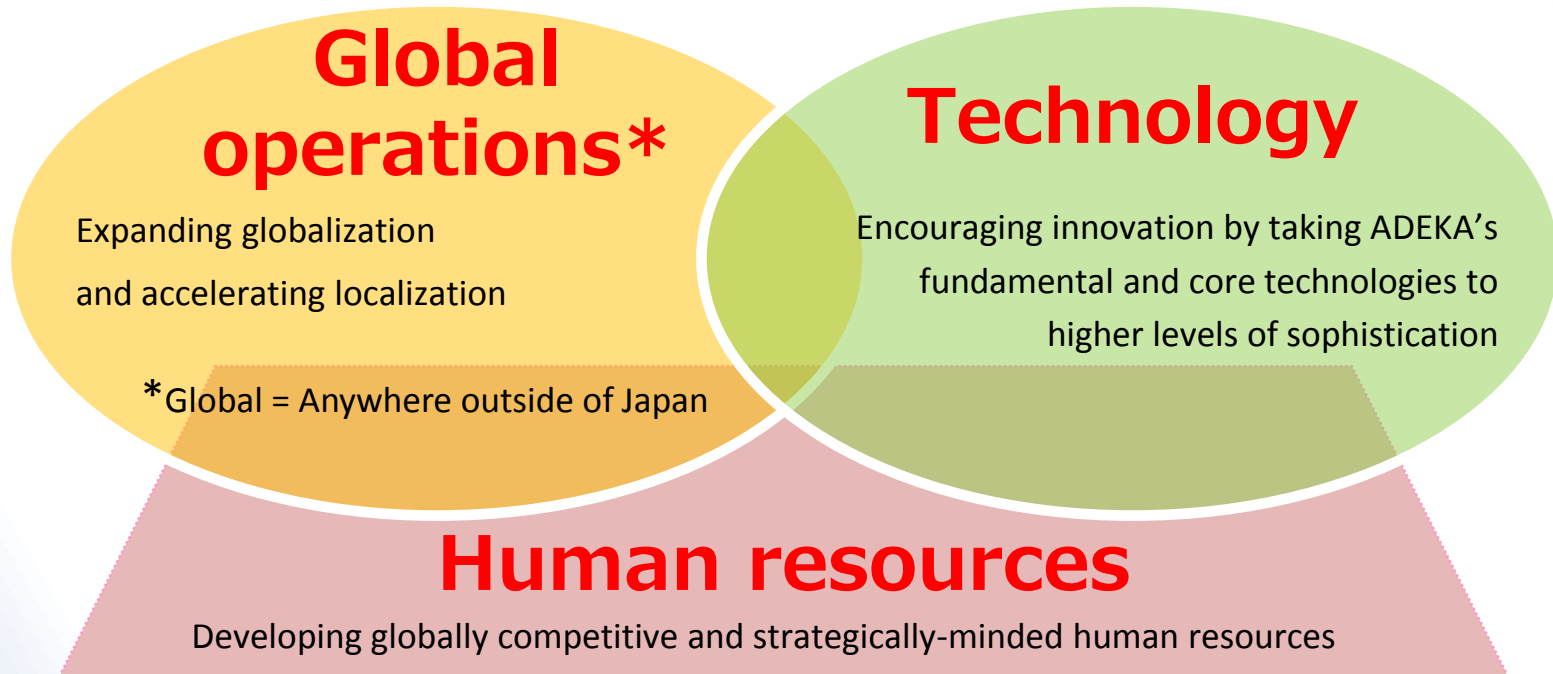 Global
operations*
Expanding globalization
and accelerating localization
*Global = Anywhere outside of Japan
Technology
Encouraging innovation by taking ADEKA’s
fundamental and core technologies to
higher levels of sophistication
Human resources
Developing globally competitive and strategically-minded human resources